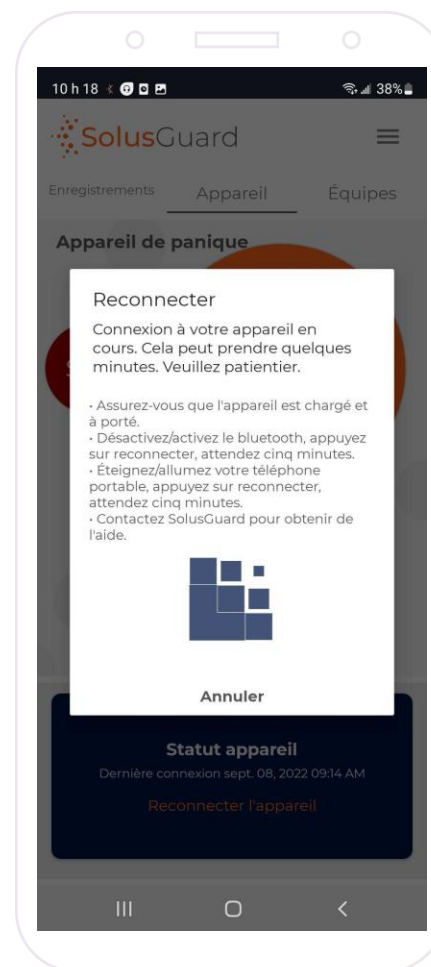 10 h 18
38%
SolusGuard
Enregistrements Appareil Équipes
Appareil de panique
S
Reconnecter
Connexion à votre appareil en
cours. Cela peut prendre quelques
minutes. Veuillez patientier.
• Assurez-vous que l'appareil est chargé et
à porté.
• Désactivez/activez le bluetooth, appuyez
sur reconnecter, attendez cinq minutes.
• Éteignez/allumez votre téléphone
portable, appuyez sur reconnecter,
attendez cinq minutes.
• Contactez SolusGuard pour obtenir de
l'aide.
Annuler
Statut appareil
Dernière connexion sept. 08, 2022 09:14 AM
Reconnecter l'appareil